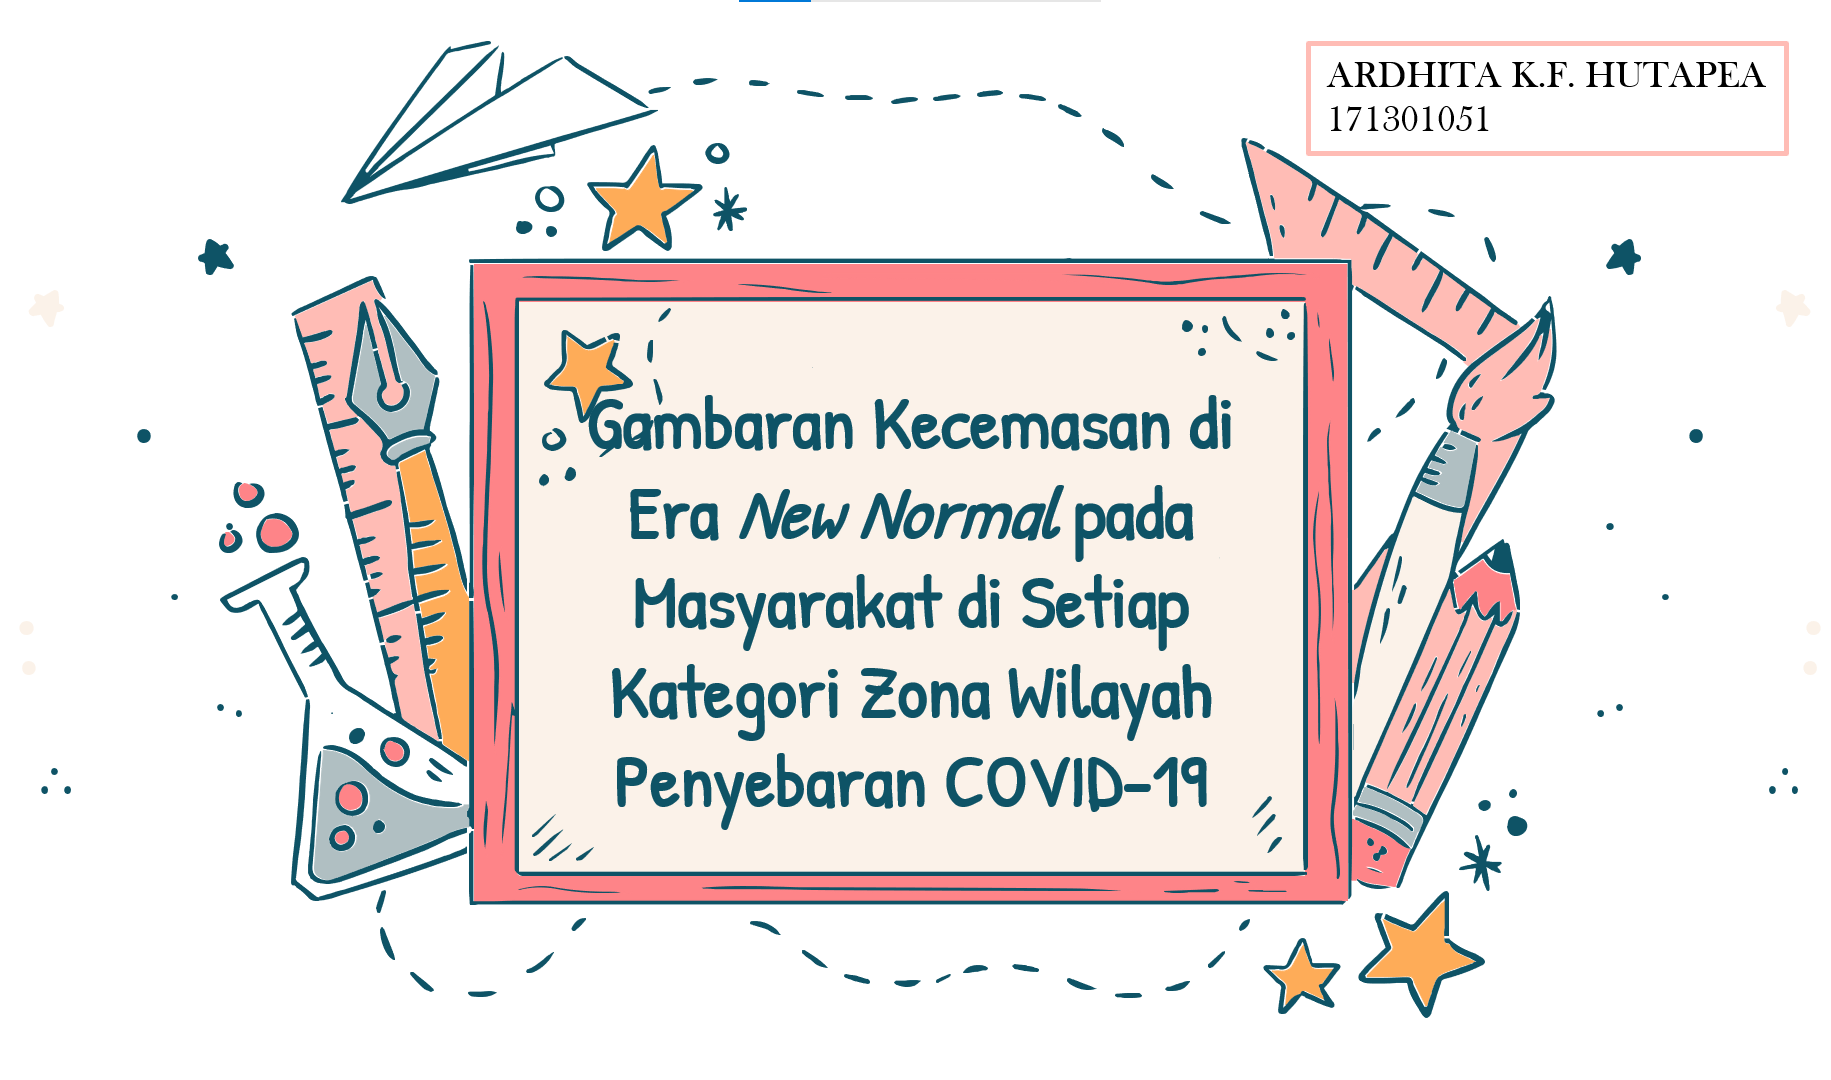 ARDHITA K.F. HUTAPEA
171301051
Gambaran Kecemasan di
Era New Normal pada
Masyarakat di Setiap
Kategori Zona Wilayah
Penyebaran COVID-19